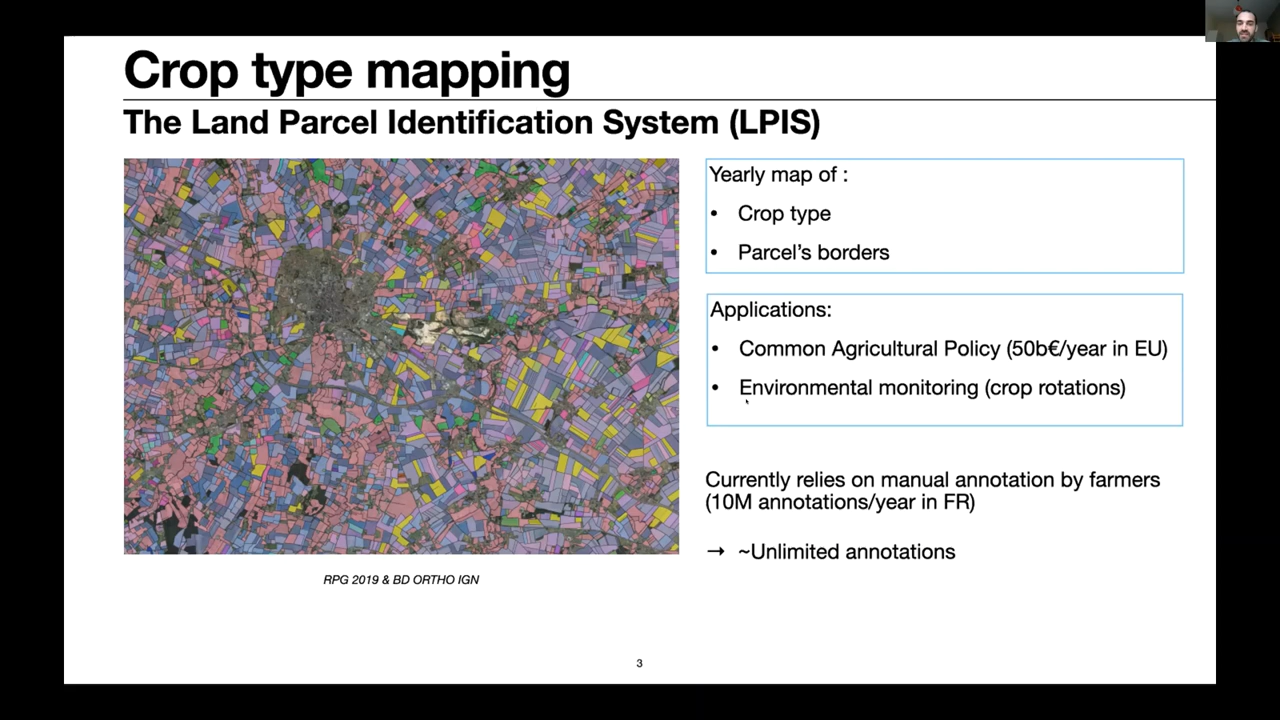 Crop type mapping
The Land Parcel Identification System (LPIS)
Yearly map of :
• Crop type
• Parcel’s borders
Applications:
• Common Agricultural Policy (50b€/year in EU)
• Environmental monitoring (crop rotations)
Currently relies on manual annotation by farmers
(10M annotations/year in FR)
→ ~Unlimited annotations
RPG 2019 & BD ORTHO IGN
3